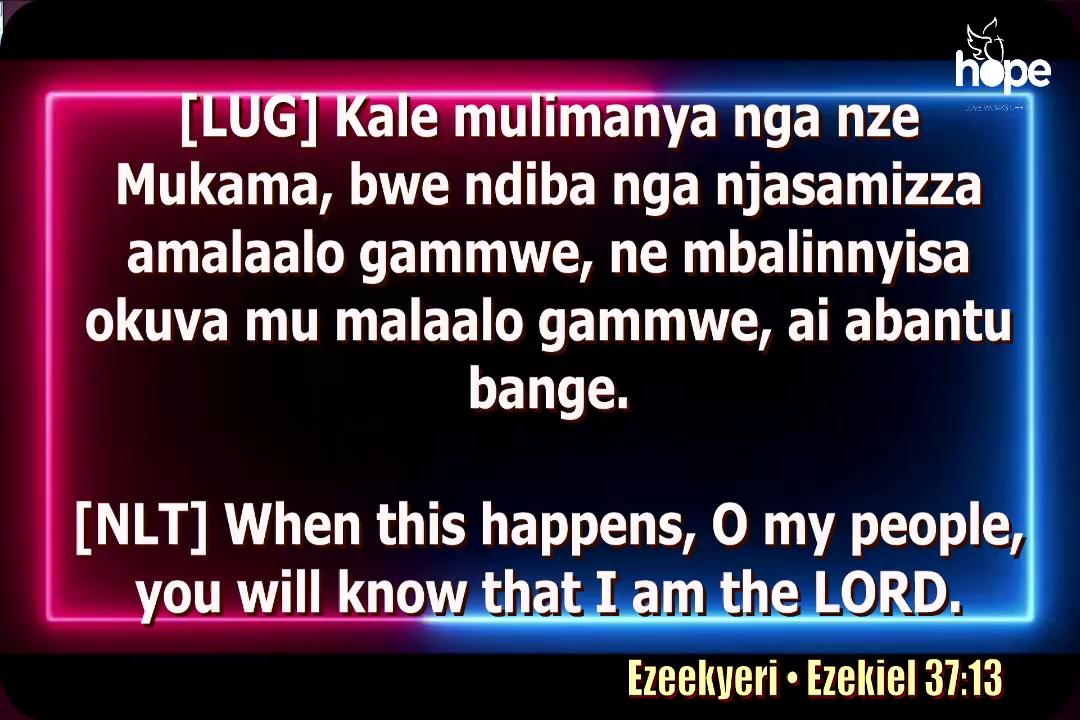 hope
[LUG] Kale mulimanya nga nze
Mukama, bwe ndiba nga njasamizza
amalaalo gammwe, ne mbalinnyisa
okuva mu malaalo gammwe, ai abantu
bange.
[NLT] When this happens, O my people,
you will know that I am the LORD.
Ezeekyeri • Ezekiel 37:13